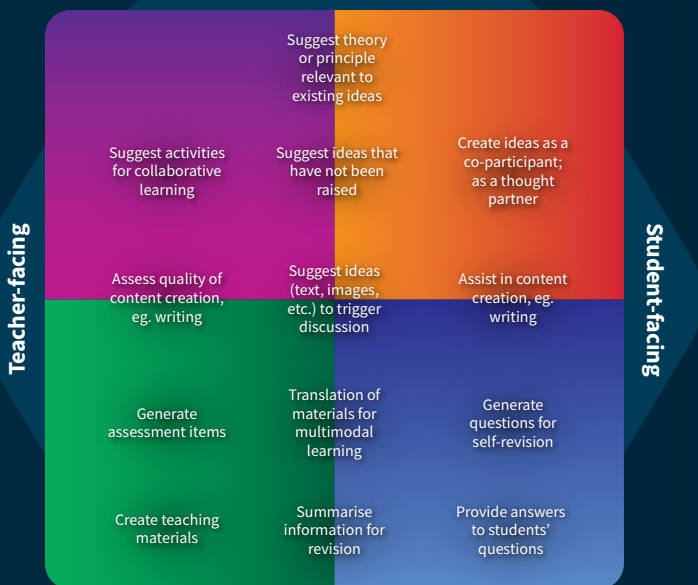 Suggest theory
or principle
relevant to
existing ideas
Suggest activities
for collaborative
learning
Suggest ideas that
have not been
raised
Create ideas as a
co-participant;
as a thought
partner
Teacher-facing
Assess quality of
content creation,
eg. writing
Suggest ideas
(text, images,
etc.) to trigger
discussion
Assist in content
creation, eg.
writing
Student-facing
Generate
assessment items
Translation of
materials for
multimodal
learning
Generate
questions for
self-revision
Create teaching
materials
Summarise
information for
revision
Provide answers
to students’
questions